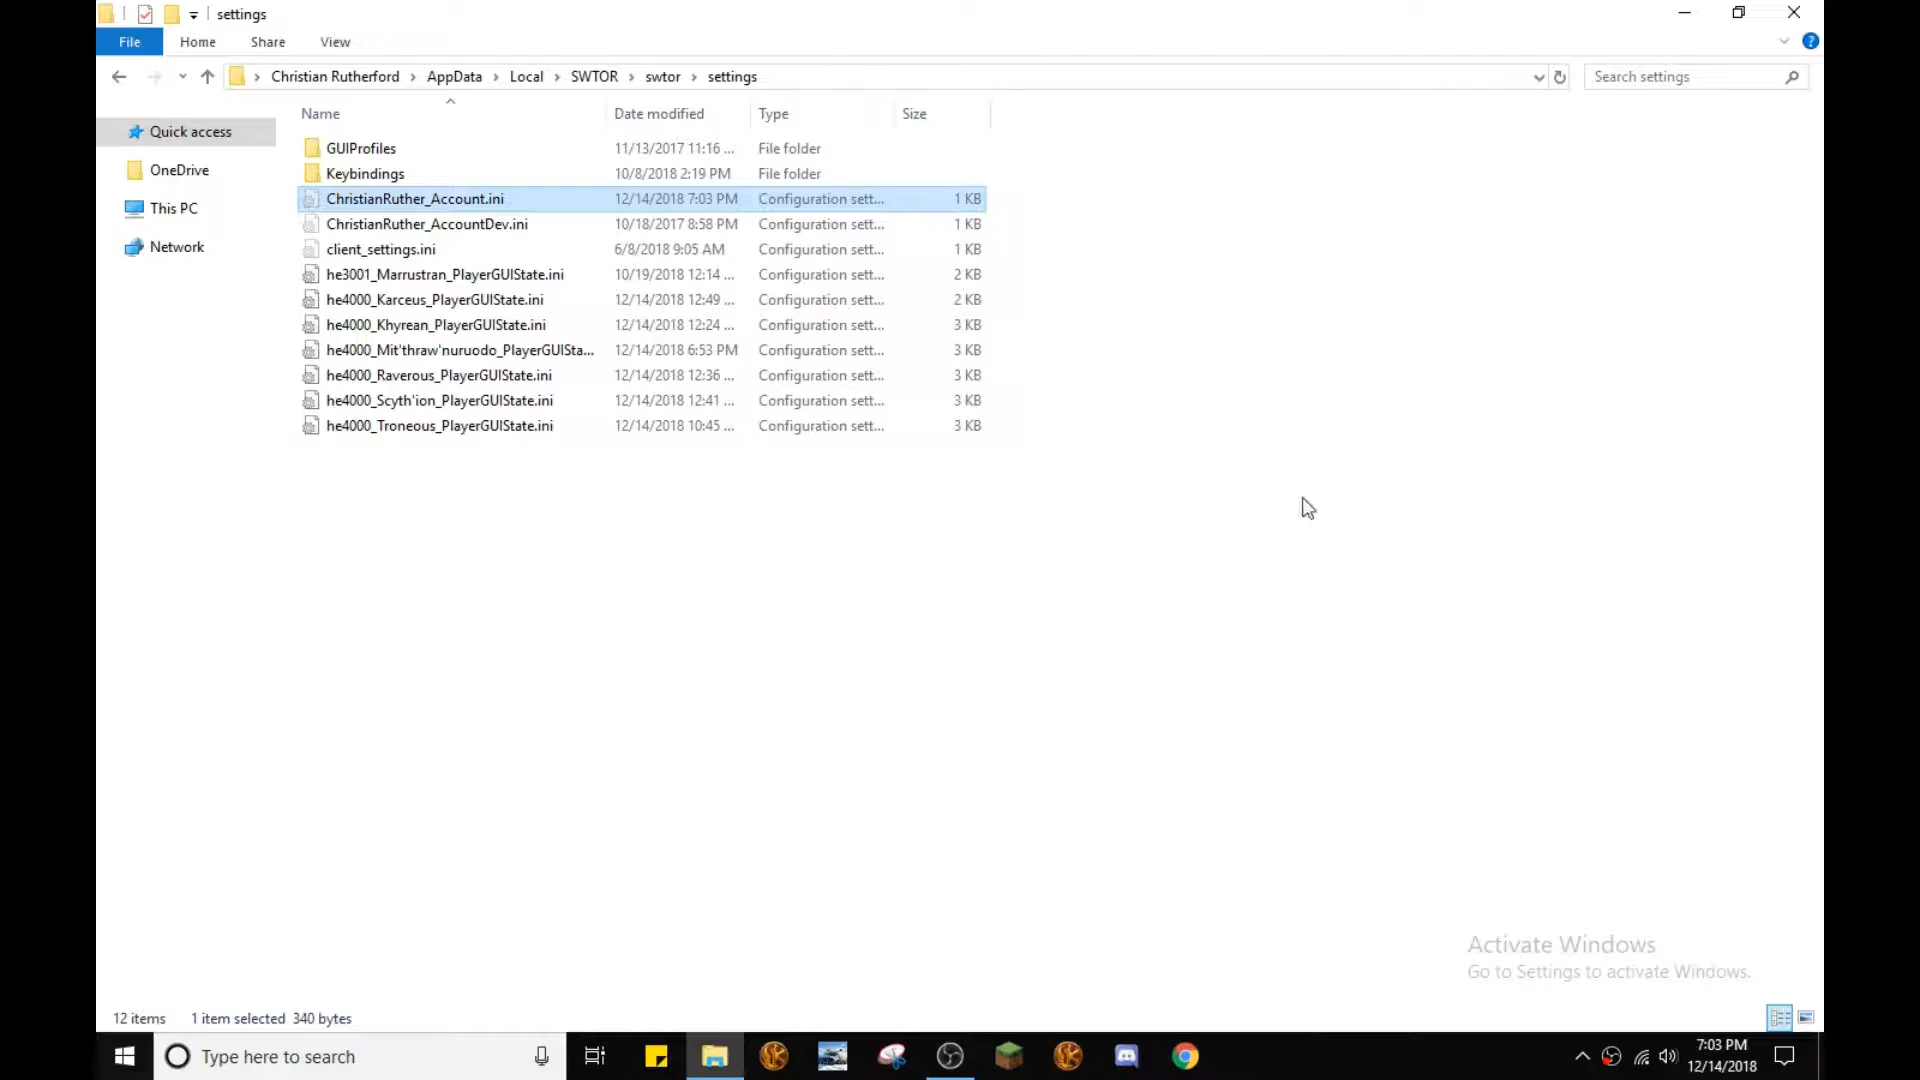 settings
File Home Share View
Christian Rutherford > AppData > Local > SWTOR > swtor > settings
Search settings
Name Date modified Type Size
Quick access
OneDrive
This PC
Network
GUIProfiles 11/13/2017 11:16 ... File folder
Keybindings 10/8/2018 2:19 PM File folder
ChristianRuther_Account.ini 12/14/2018 7:03 PM Configuration sett... 1 KB
ChristianRuther_AccountDev.ini 10/18/2017 8:58 PM Configuration sett... 1 KB
client_settings.ini 6/8/2018 9:05 AM Configuration sett... 1 KB
he3001_Marrustran_PlayerGUIState.ini 10/19/2018 12:14 ... Configuration sett... 2 KB
he4000_Karceus_PlayerGUIState.ini 12/14/2018 12:49 ... Configuration sett... 2 KB
he4000_Khyrean_PlayerGUIState.ini 12/14/2018 12:24 ... Configuration sett... 3 KB
he4000_Mit'thraw'nuruodo_PlayerGUISta... 12/14/2018 6:53 PM Configuration sett... 3 KB
he4000_Raverous_PlayerGUIState.ini 12/14/2018 12:36 ... Configuration sett... 3 KB
he4000_Scyth'ion_PlayerGUIState.ini 12/14/2018 12:41 ... Configuration sett... 3 KB
he4000_Troneous_PlayerGUIState.ini 12/14/2018 10:45 ... Configuration sett... 3 KB
Activate Windows
Go to Settings to activate Windows.
12 items 1 item selected 340 bytes
Type here to search
7:03 PM
12/14/2018